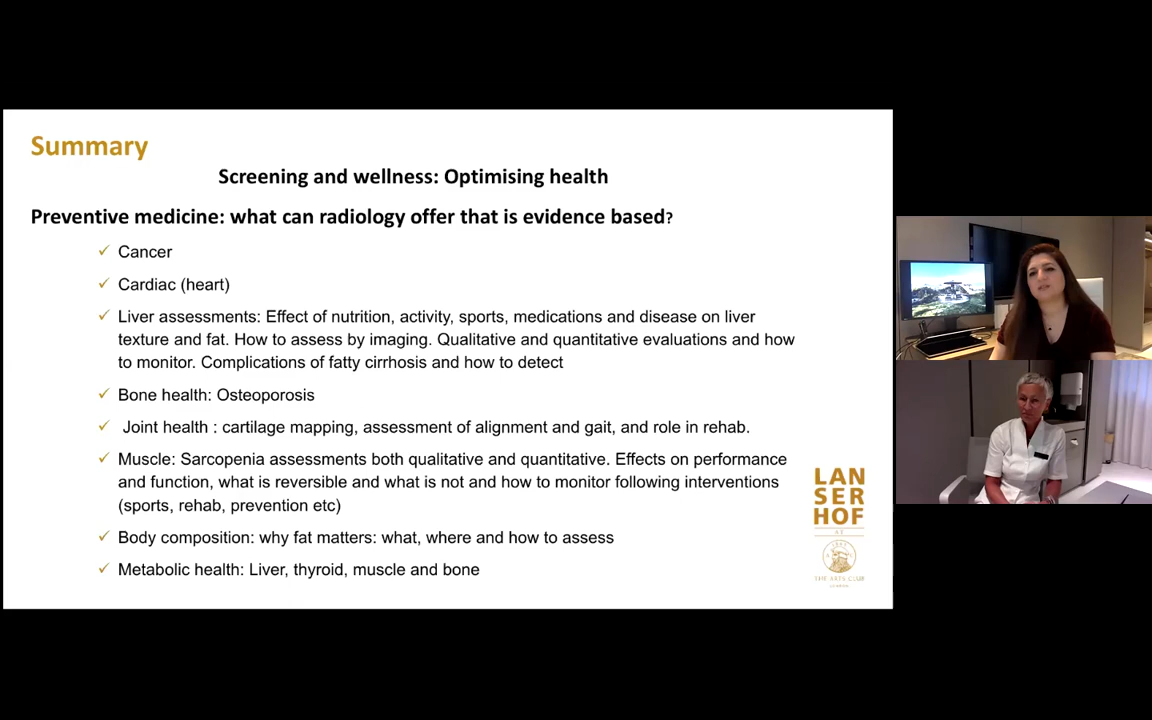 Summary
Screening and wellness: Optimising health
Preventive medicine: what can radiology offer that is evidence based?
✓ Cancer
✓ Cardiac (heart)
✓ Liver assessments: Effect of nutrition, activity, sports, medications and disease on liver
texture and fat. How to assess by imaging. Qualitative and quantitative evaluations and how
to monitor. Complications of fatty cirrhosis and how to detect
✓ Bone health: Osteoporosis
✓ Joint health : cartilage mapping, assessment of alignment and gait, and role in rehab.
✓ Muscle: Sarcopenia assessments both qualitative and quantitative. Effects on performance
and function, what is reversible and what is not and how to monitor following interventions
(sports, rehab, prevention etc)
✓ Body composition: why fat matters: what, where and how to assess
✓ Metabolic health: Liver, thyroid, muscle and bone
LAN
SER
HOF
THE ARTS CLUB